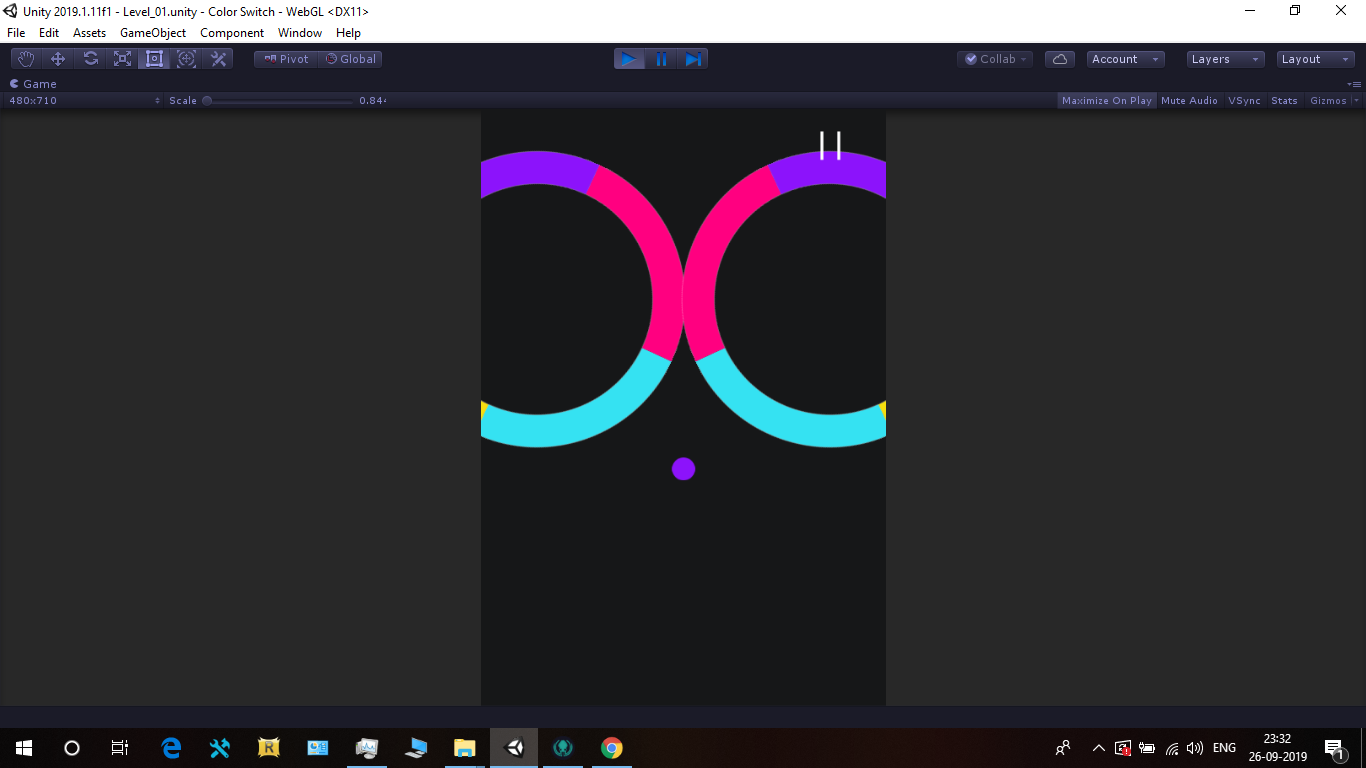 Unity 2019.1.11f1 - Level_01.unity - Color Switch - WebGL <DX11>
File Edit Assets GameObject Component Window Help
Pivot Global Collab Account Layers Layout
Game
480x710 Scale 0.844 Maximize On Play Mute Audio VSync Stats Gizmos
R ENG 23:32
26-09-2019 1